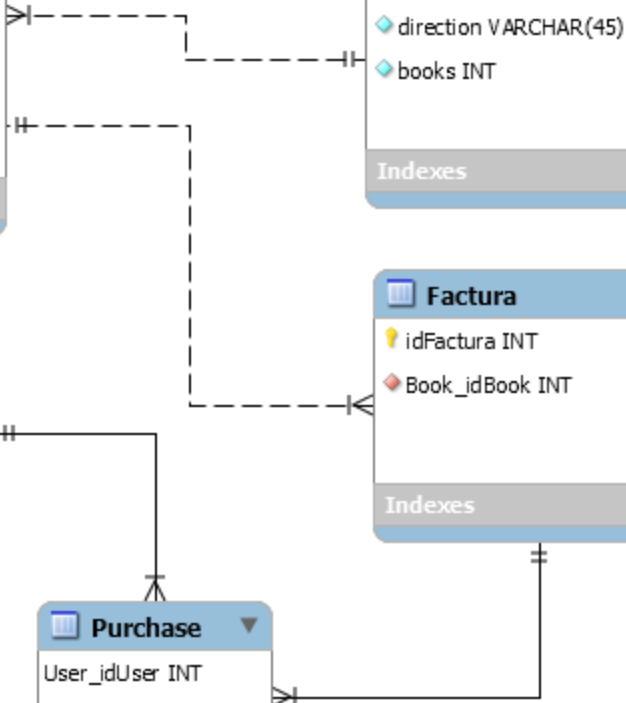 direction VARCHAR(45)
books INT
Indexes
Factura
idFactura INT
Book_idBook INT
Indexes
Purchase
User_idUser INT